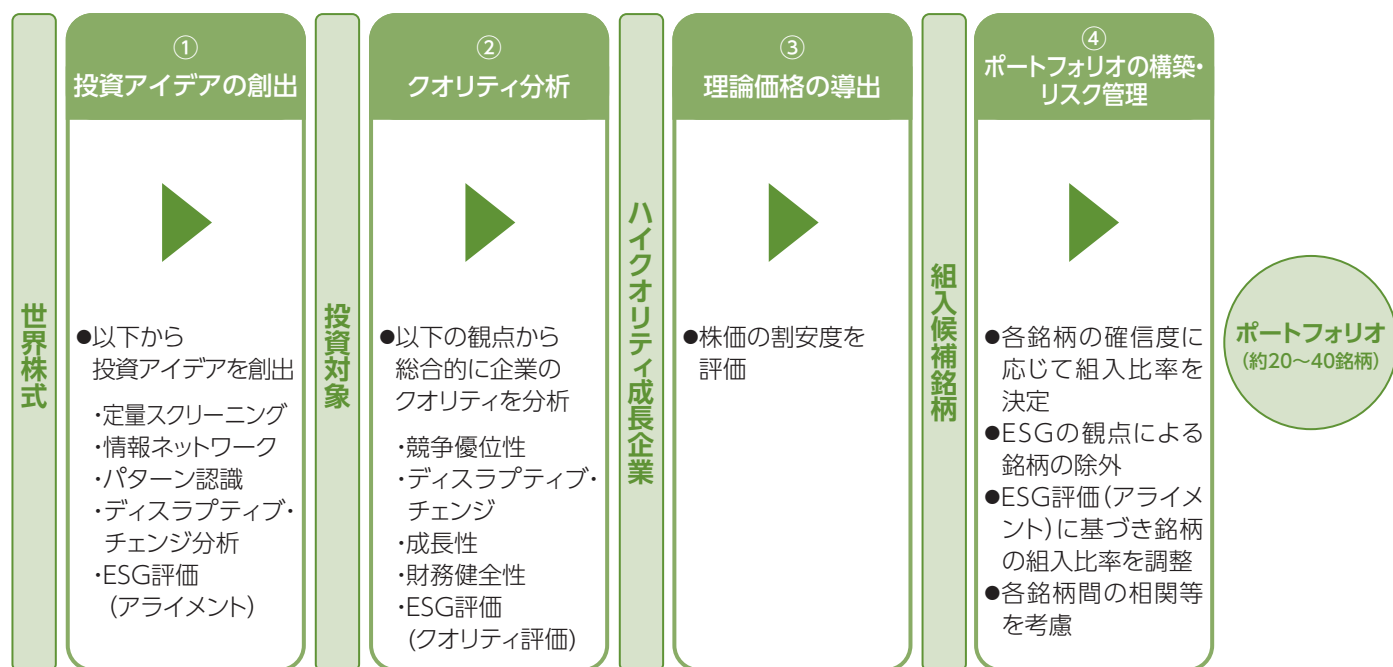 世界株式
①
投資アイデアの創出
●以下から
投資アイデアを創出
・定量スクリーニング
・情報ネットワーク
・パターン認識
・ディスラプティブ・
チェンジ分析
・ESG評価
(アライメント)
投資対象
②
クオリティ分析
●以下の観点から
総合的に企業の
クオリティを分析
・競争優位性
・ディスラプティブ・
チェンジ
・成長性
・財務健全性
・ESG評価
(クオリティ評価)
ハイクオリティ成長企業
③
理論価格の導出
●株価の割安度を
評価
組入候補銘柄
④
ポートフォリオの構築・
リスク管理
●各銘柄の確信度に
応じて組入比率を
決定
●ESGの観点による
銘柄の除外
●ESG評価(アライメ
ント)に基づき銘柄
の組入比率を調整
●各銘柄間の相関等
を考慮
ポートフォリオ
(約20～40銘柄)